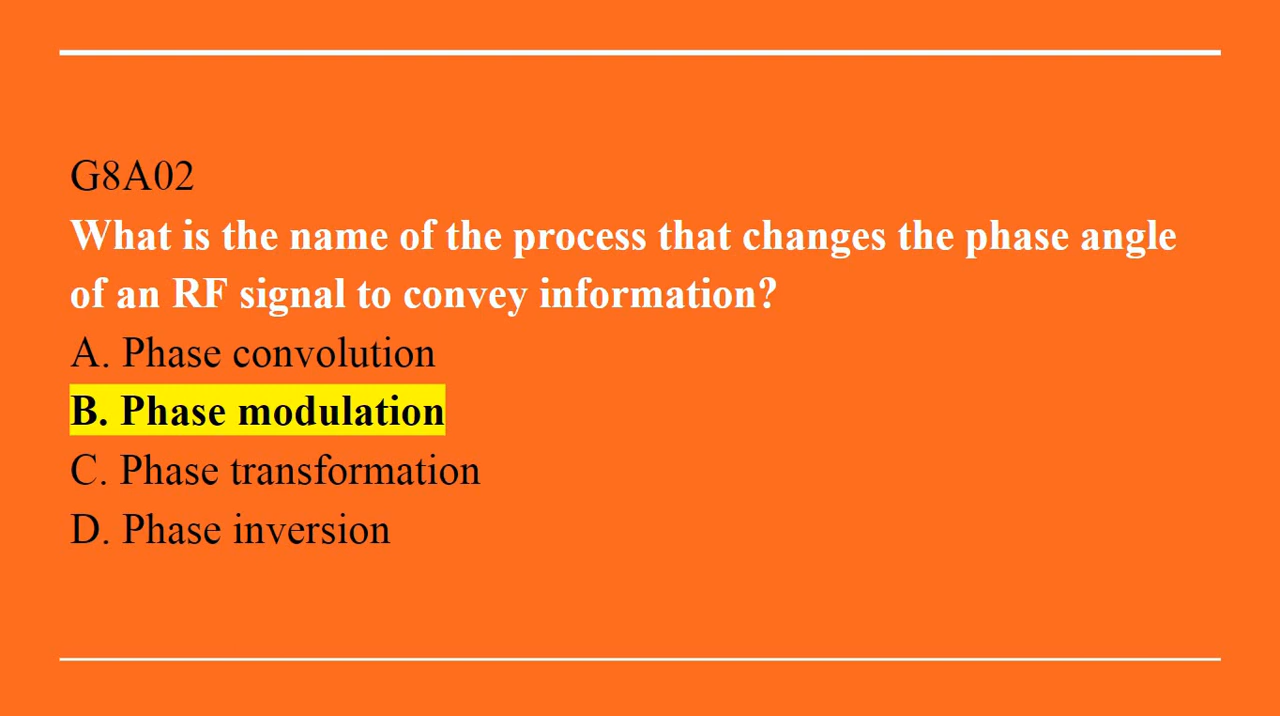 G8A02
What is the name of the process that changes the phase angle
of an RF signal to convey information?
A. Phase convolution
B. Phase modulation
C. Phase transformation
D. Phase inversion